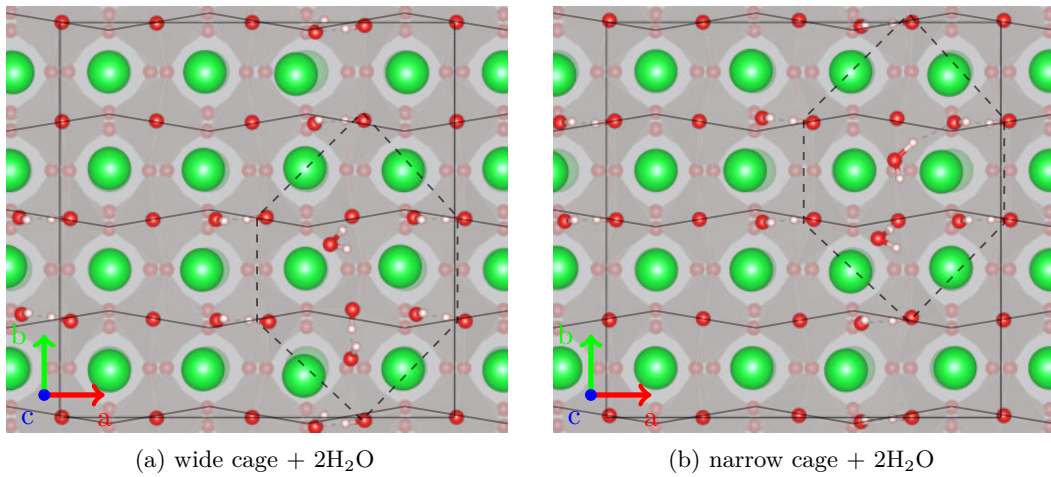 b
c
a
b
c
a
(a) wide cage + 2H₂O
(b) narrow cage + 2H₂O